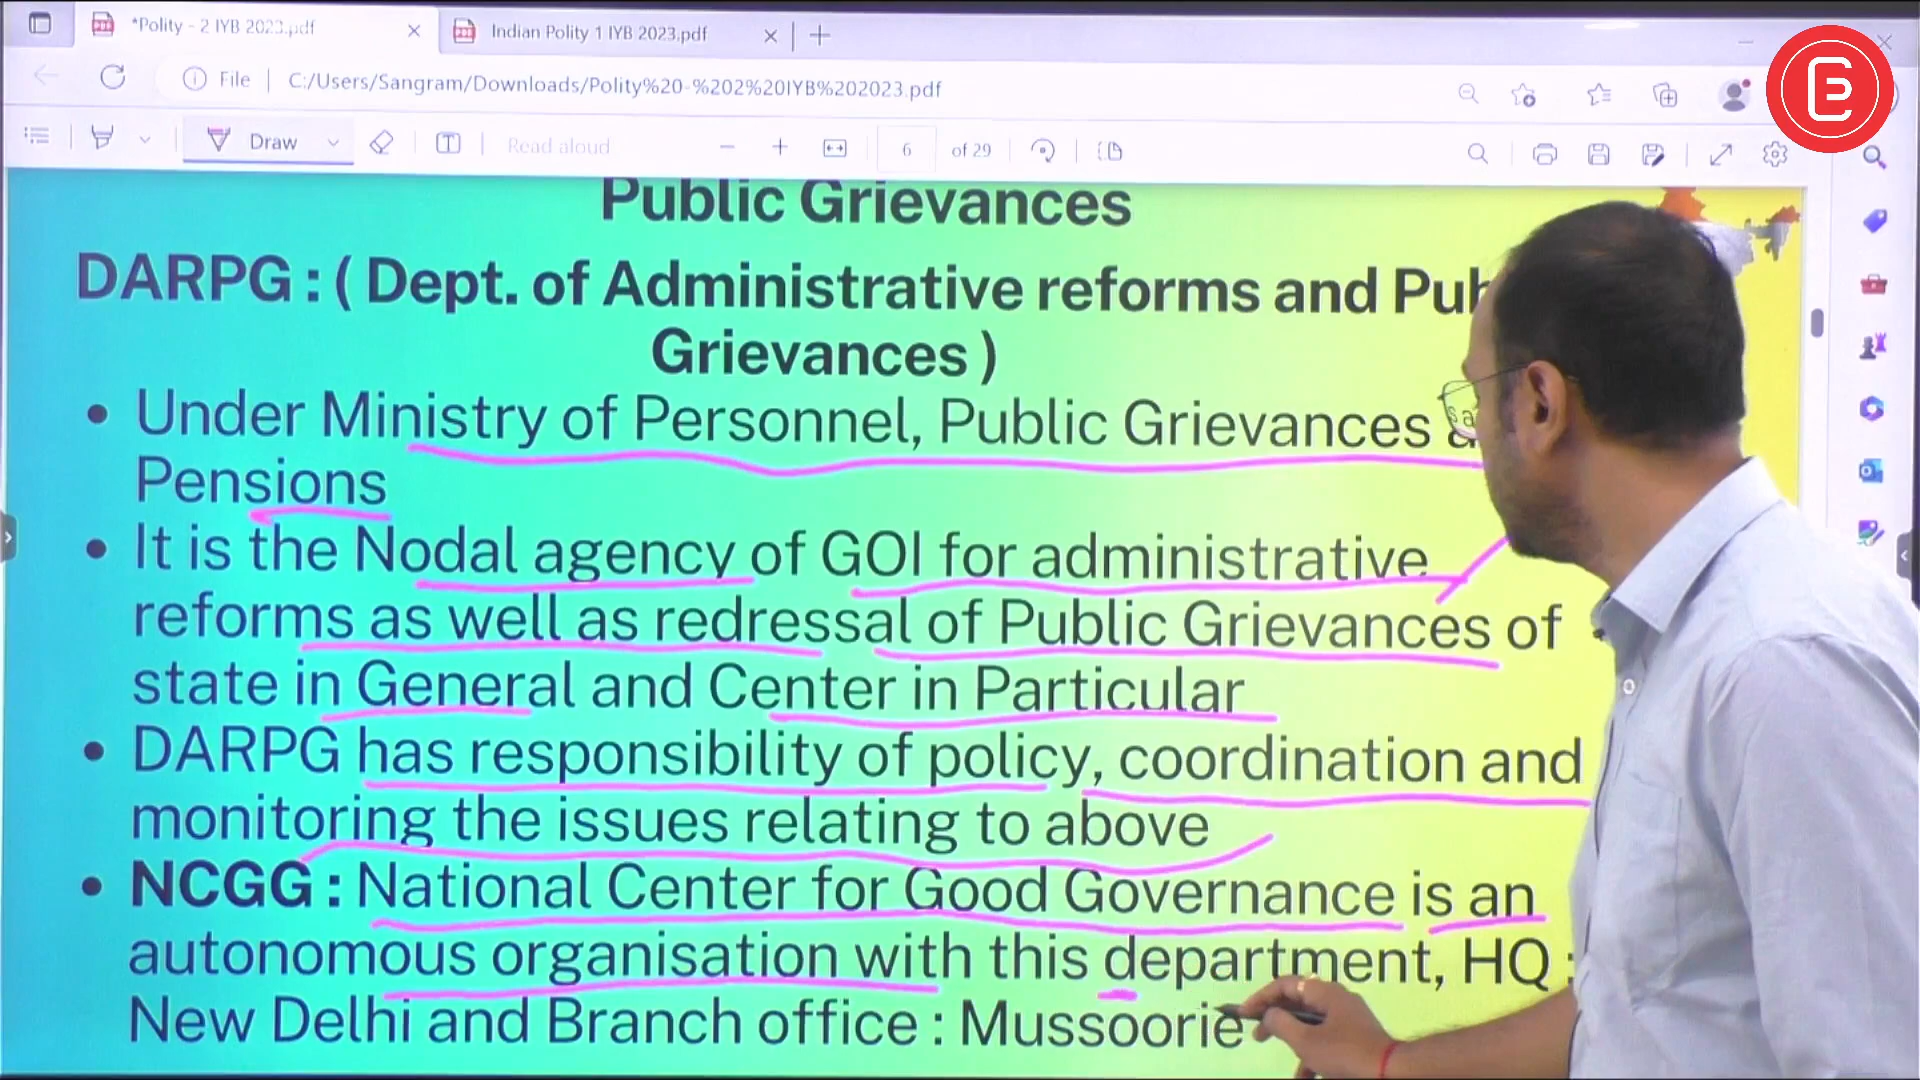 *Polity - 2 IYB 2023.pdf
Indian Polity 1 IYB 2023.pdf
File
C:/Users/Sangram/Downloads/Polity%20-%202%20IYB%202023.pdf
Draw
Read aloud
6 of 29
Public Grievances
DARPG : ( Dept. of Administrative reforms and
Grievances )
• Under Ministry of Personnel, Public Grievances
Pensions
• It is the Nodal agency of GOI for administrative
reforms as well as redressal of Public Grievances of
state in General and Center in Particular
• DARPG has responsibility of policy, coordination and
monitoring the issues relating to above
• NCGG : National Center for Good Governance is an
autonomous organisation with this department, HQ :
New Delhi and Branch office : Mussoorie